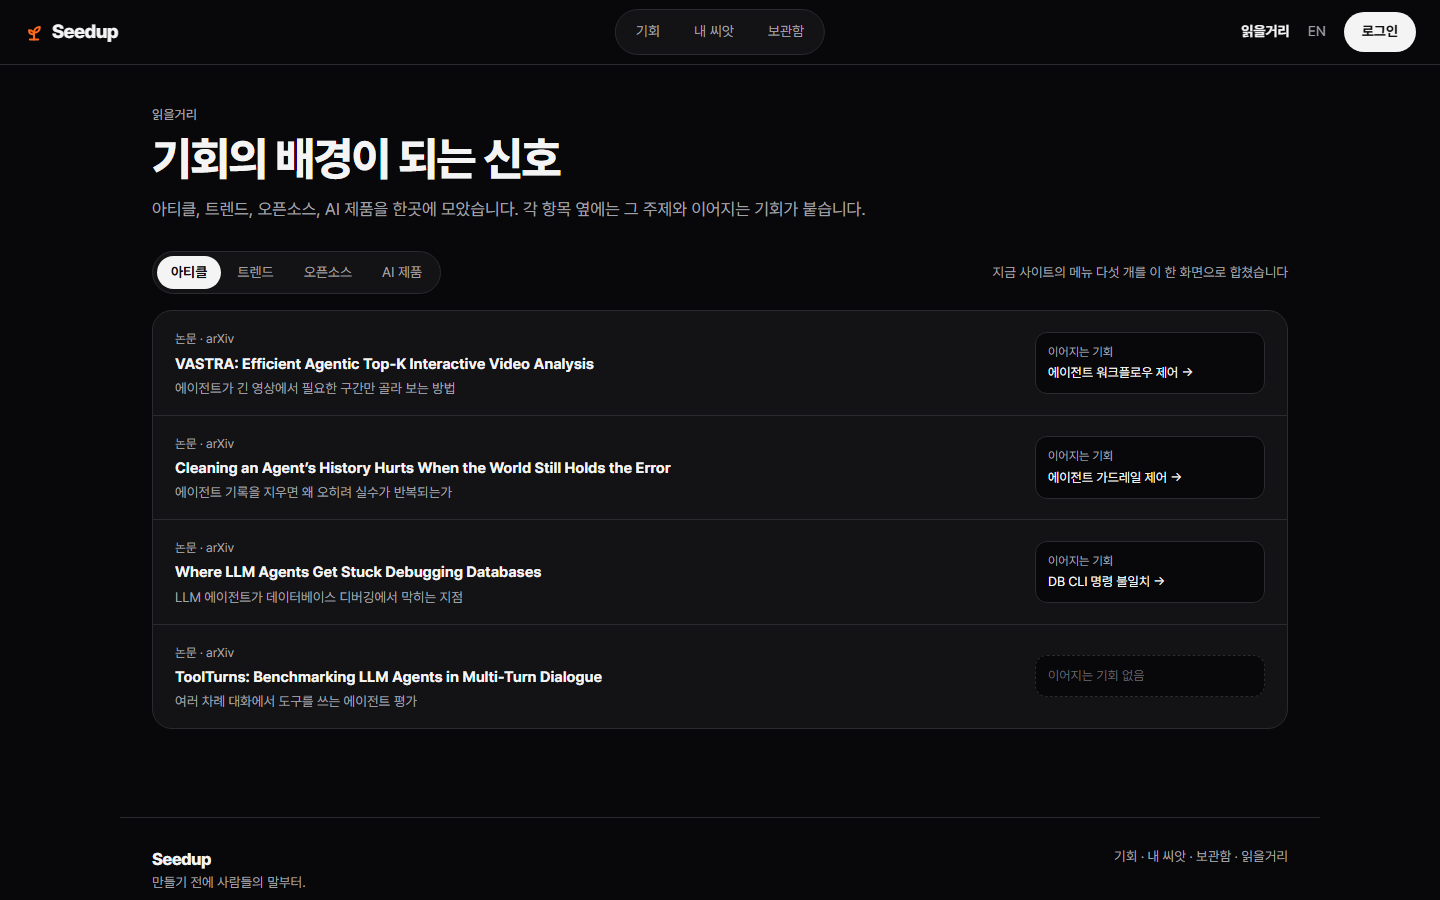 Seedup
기회 내 씨앗 보관함
읽을거리 EN 로그인
읽을거리
기회의 배경이 되는 신호
아티클, 트렌드, 오픈소스, AI 제품을 한곳에 모았습니다. 각 항목 옆에는 그 주제와 이어지는 기회가 붙습니다.
아티클 트렌드 오픈소스 AI 제품
지금 사이트의 메뉴 다섯 개를 이 한 화면으로 합쳤습니다
논문 · arXiv
VASTRA: Efficient Agentic Top-K Interactive Video Analysis
에이전트가 긴 영상에서 필요한 구간만 골라 보는 방법
이어지는 기회
에이전트 워크플로우 제어 →
논문 · arXiv
Cleaning an Agent’s History Hurts When the World Still Holds the Error
에이전트 기록을 지우면 왜 오히려 실수가 반복되는가
이어지는 기회
에이전트 가드레일 제어 →
논문 · arXiv
Where LLM Agents Get Stuck Debugging Databases
LLM 에이전트가 데이터베이스 디버깅에서 막히는 지점
이어지는 기회
DB CLI 명령 불일치 →
논문 · arXiv
ToolTurns: Benchmarking LLM Agents in Multi-Turn Dialogue
여러 차례 대화에서 도구를 쓰는 에이전트 평가
이어지는 기회 없음
Seedup
만들기 전에 사람들의 말부터.
기회 · 내 씨앗 · 보관함 · 읽을거리